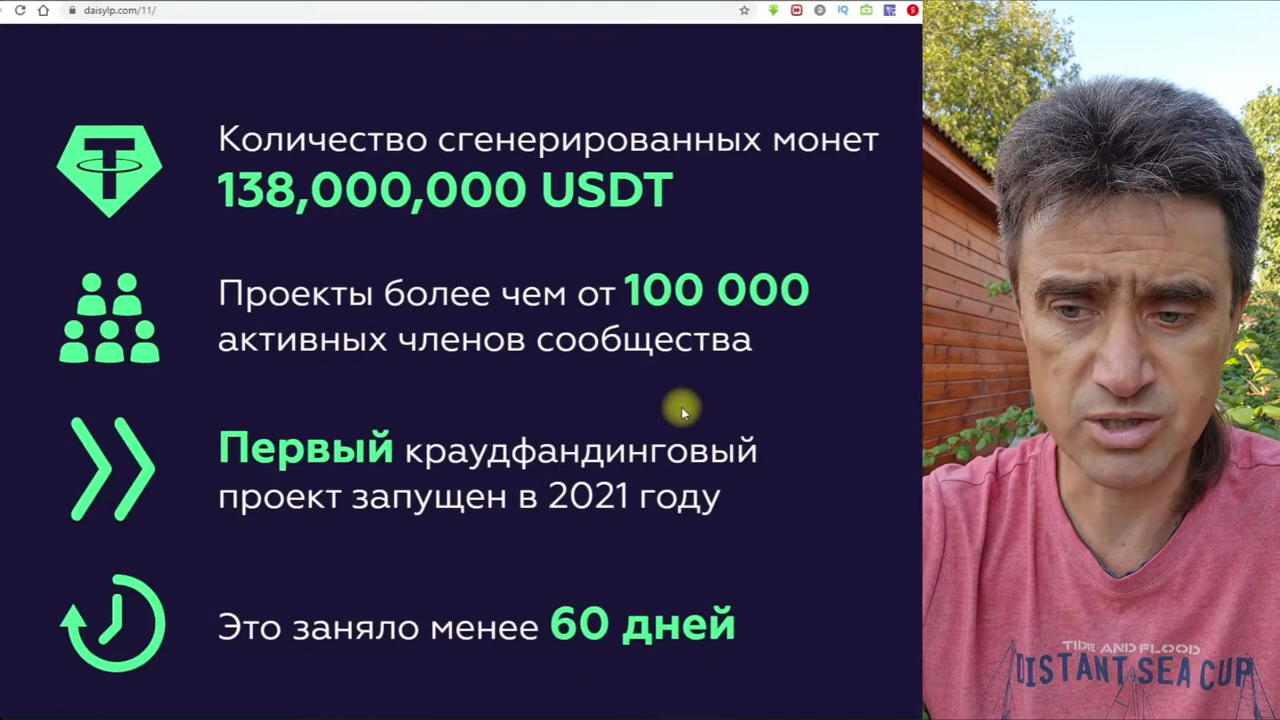 daisylp.com/11/
Количество сгенерированных монет
138,000,000 USDT
Проекты более чем от 100 000
активных членов сообщества
Первый краудфандинговый
проект запущен в 2021 году
Это заняло менее 60 дней
TIDE AND FLOOD
DISTANT SEA CUP